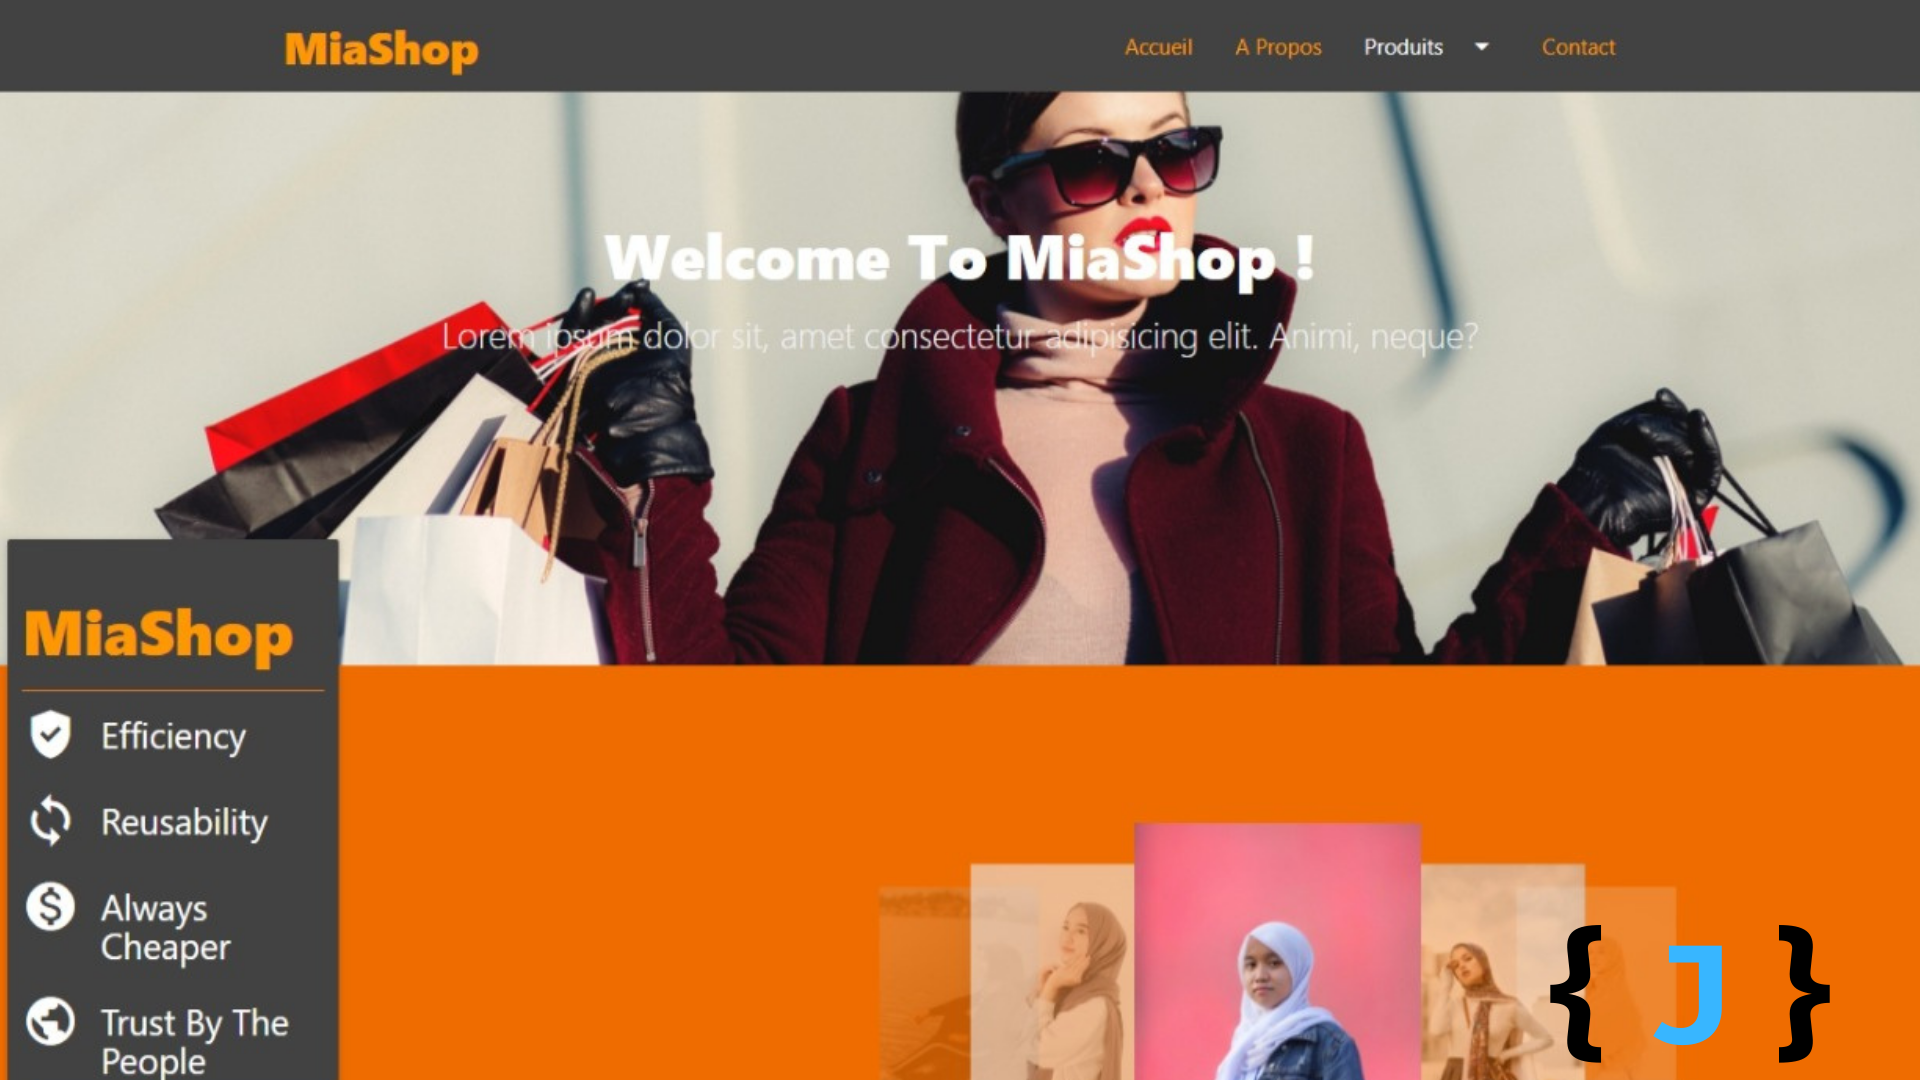 MiaShop
Accueil A Propos Produits Contact
Welcome To MiaShop !
Lorem ipsum dolor sit, amet consectetur adipisicing elit. Animi, neque?
MiaShop
Efficiency
Reusability
Always
Cheaper
Trust By The
People
{ J }